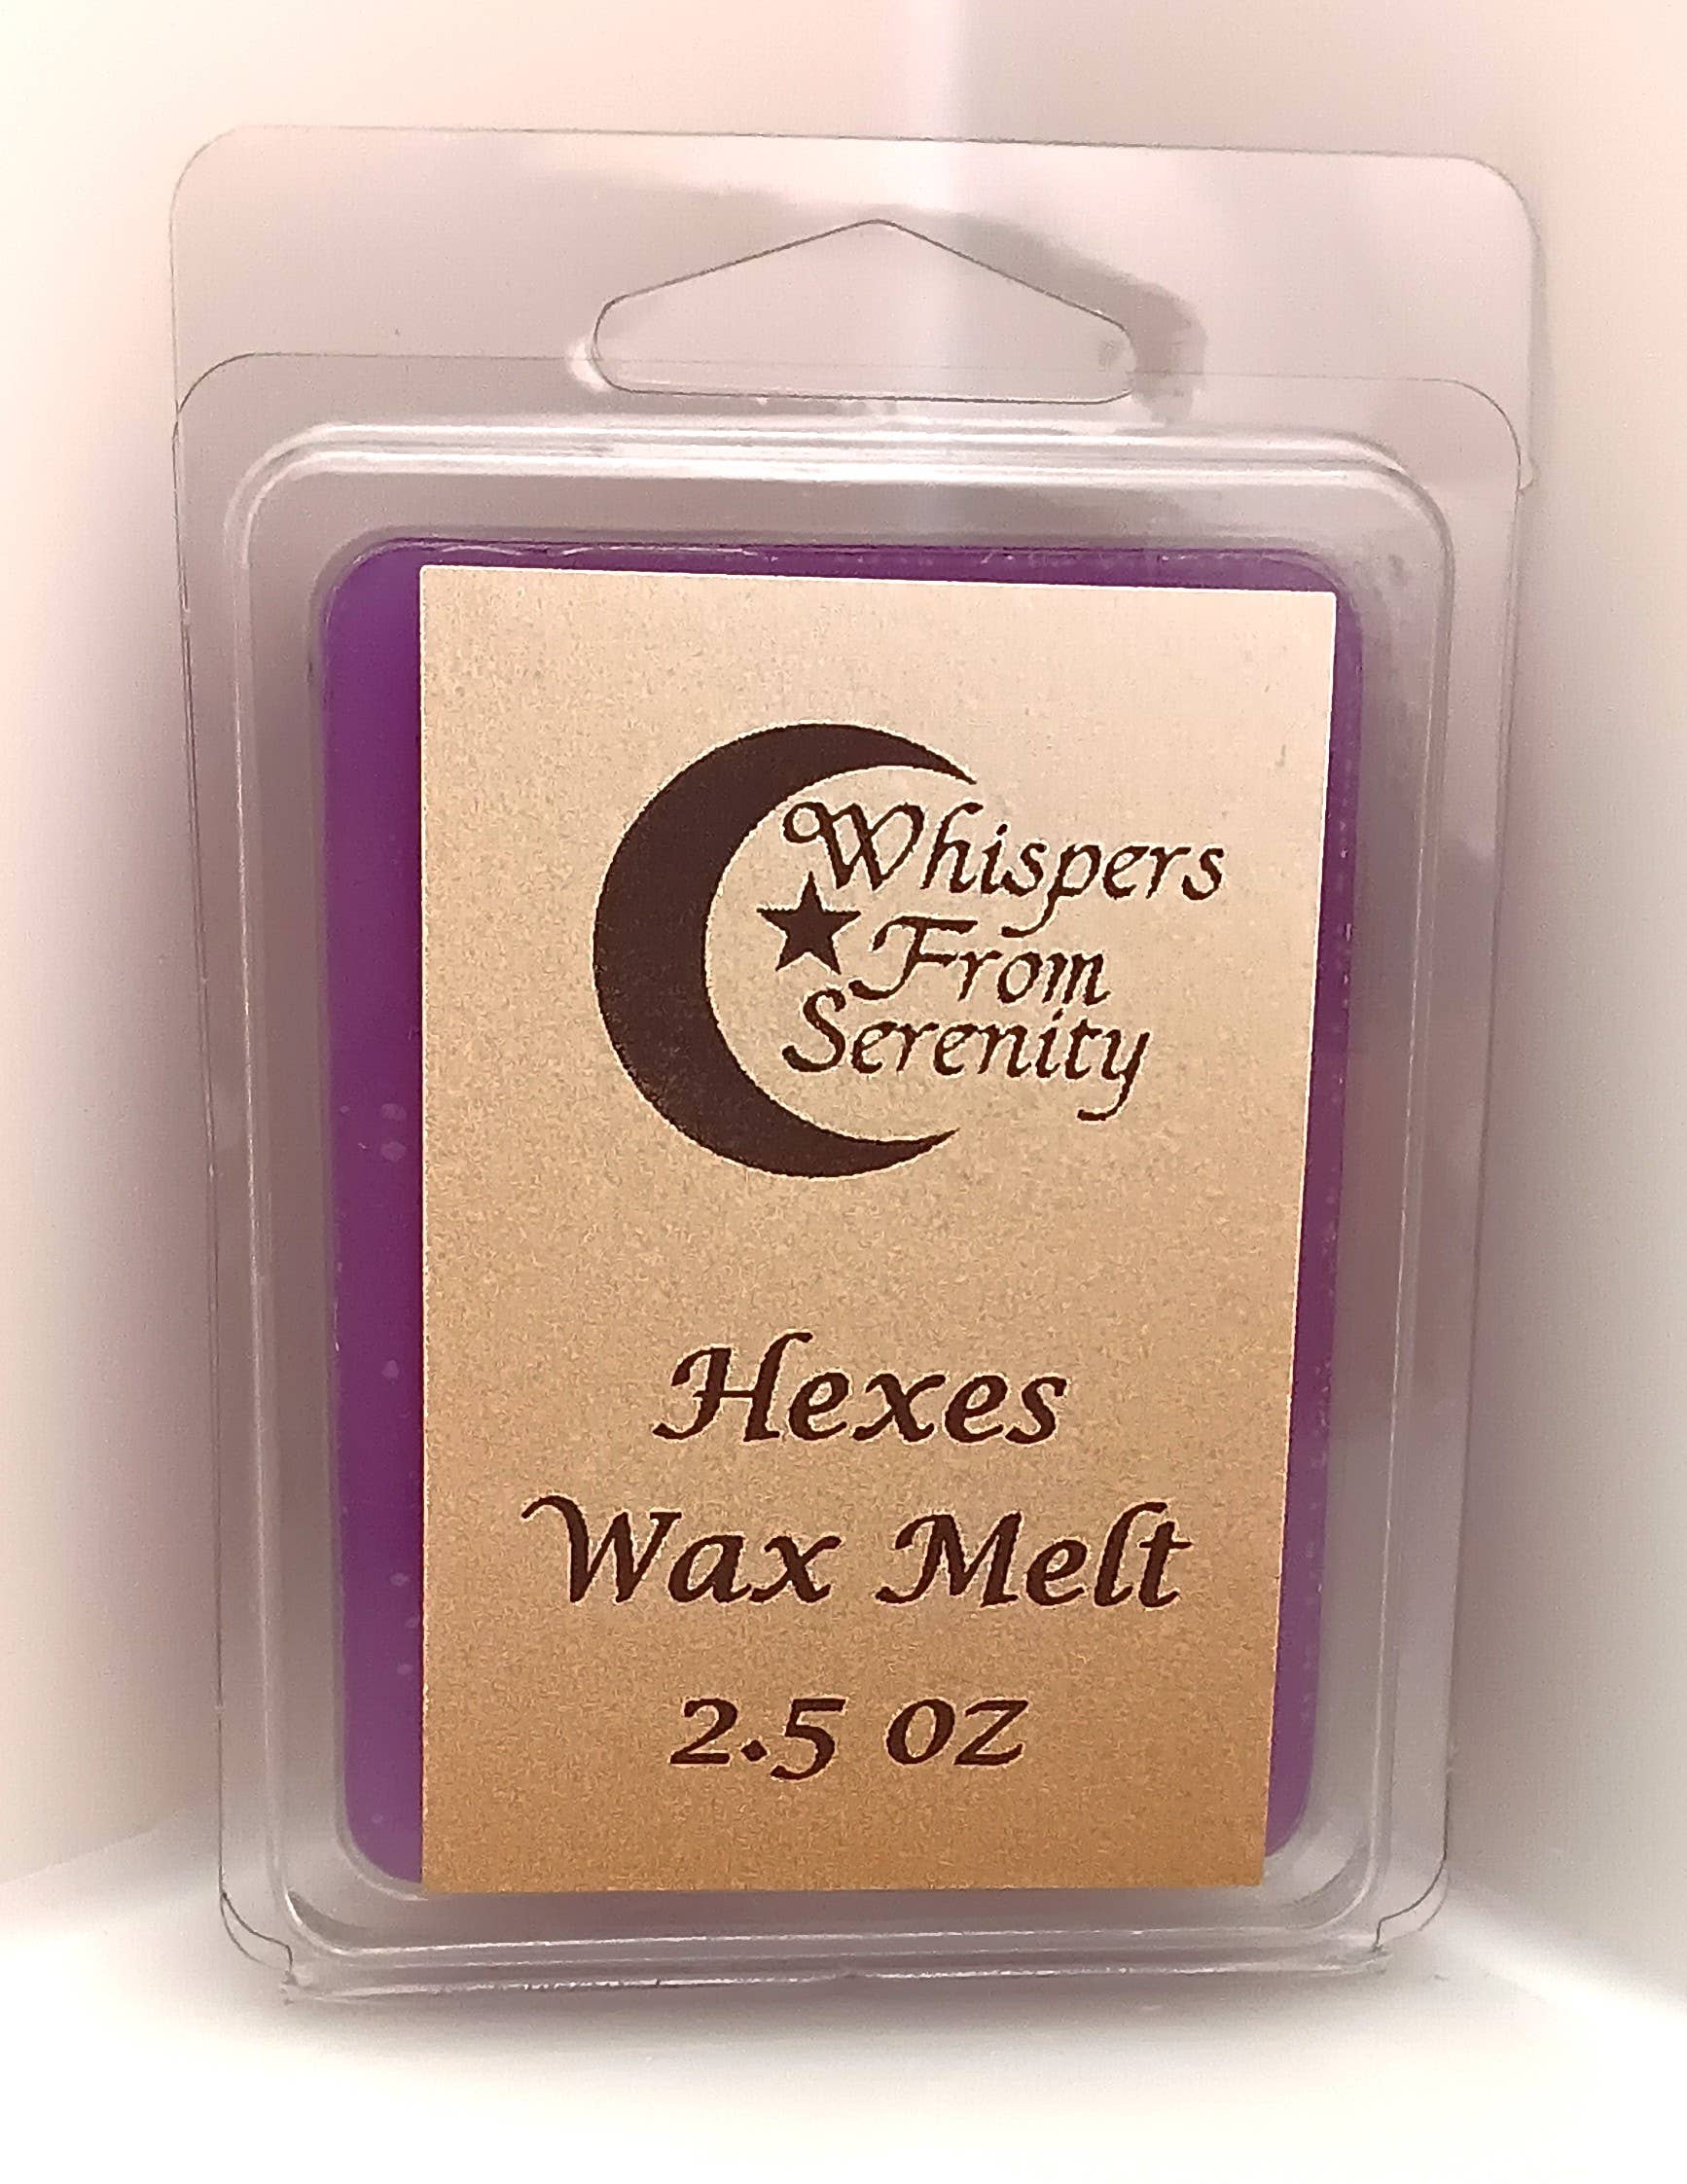 Whispers
From
Serenity
Hexes
Wax Melt
2.5 oz